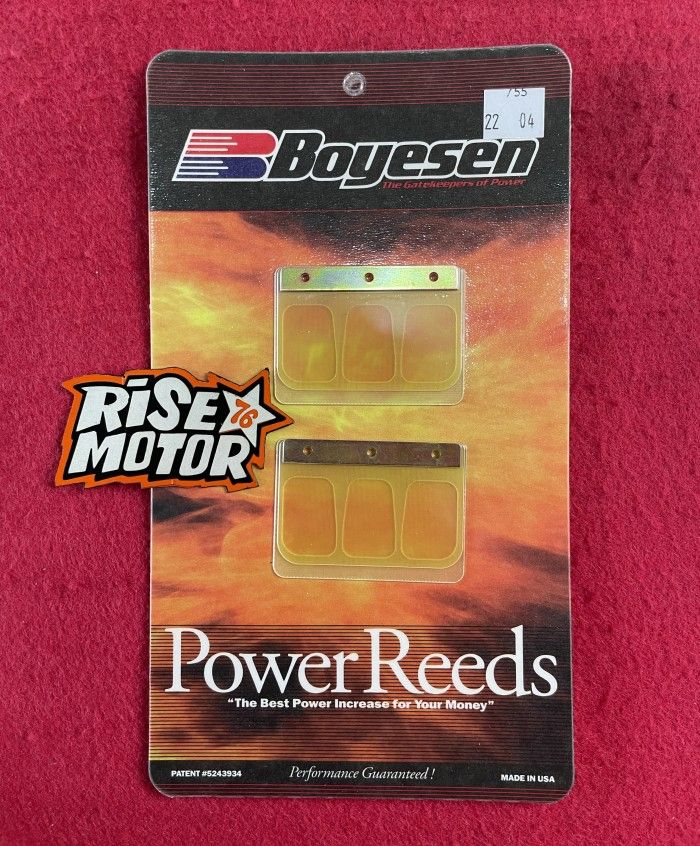 755
22 04
Boyesen
The Gatekeepers of Power
RISE
76
MOTOR
Power Reeds
"The Best Power Increase for Your Money"
PATENT #5243934
Performance Guaranteed !
MADE IN USA